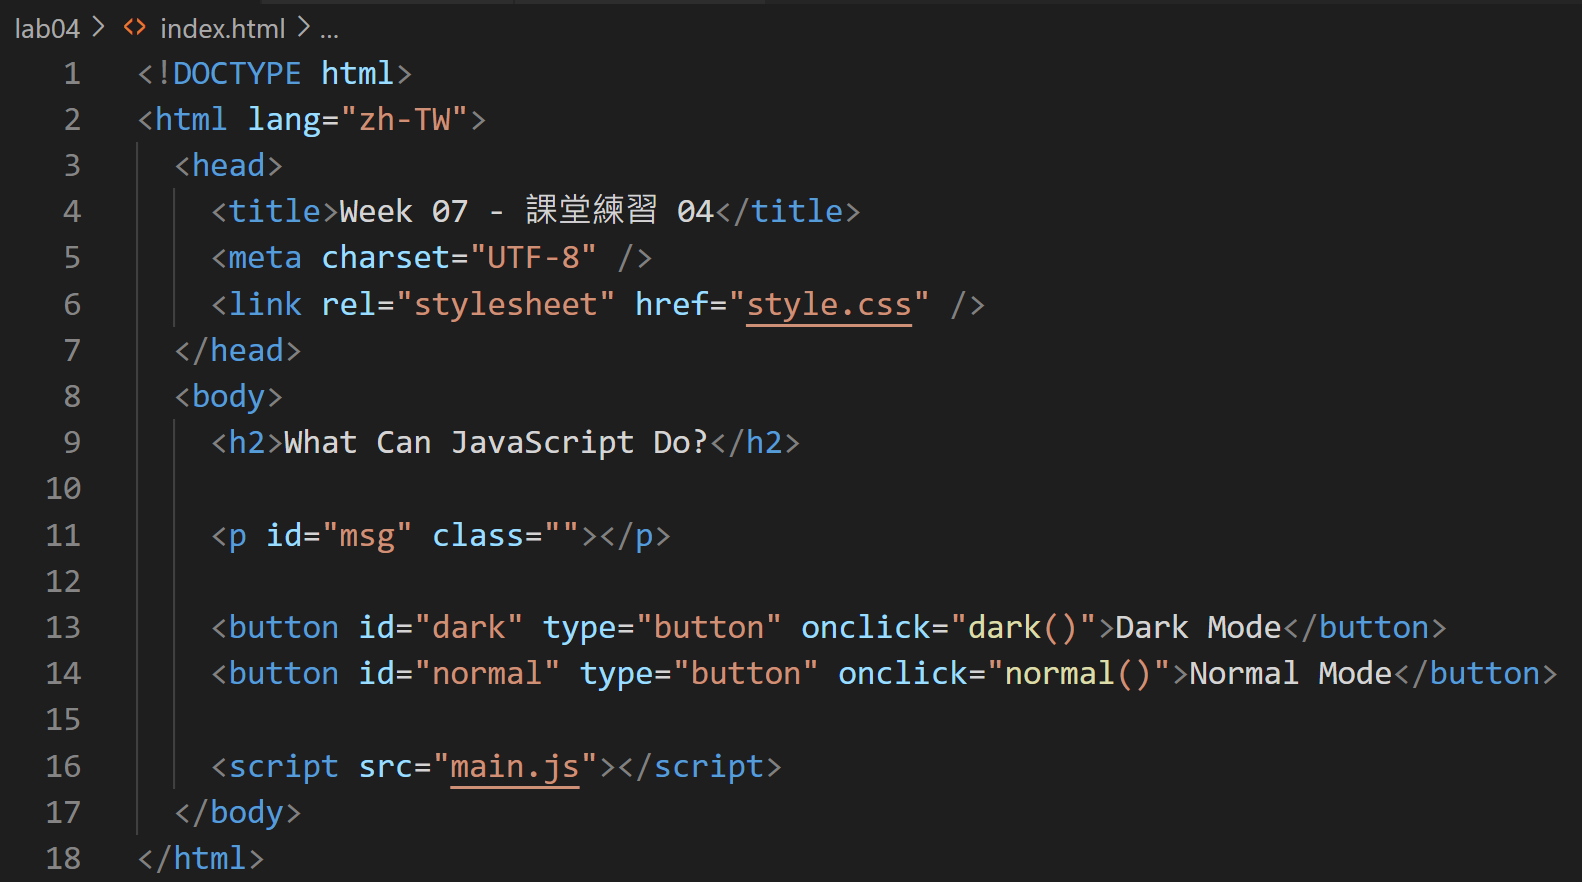 lab04 > <> index.html > ...
1 <!DOCTYPE html>
2 <html lang="zh-TW">
3   <head>
4     <title>Week 07 - 課堂練習 04</title>
5     <meta charset="UTF-8" />
6     <link rel="stylesheet" href="style.css" />
7   </head>
8   <body>
9     <h2>What Can JavaScript Do?</h2>
10
11     <p id="msg" class=""></p>
12
13     <button id="dark" type="button" onclick="dark()">Dark Mode</button>
14     <button id="normal" type="button" onclick="normal()">Normal Mode</button>
15
16     <script src="main.js"></script>
17   </body>
18 </html>